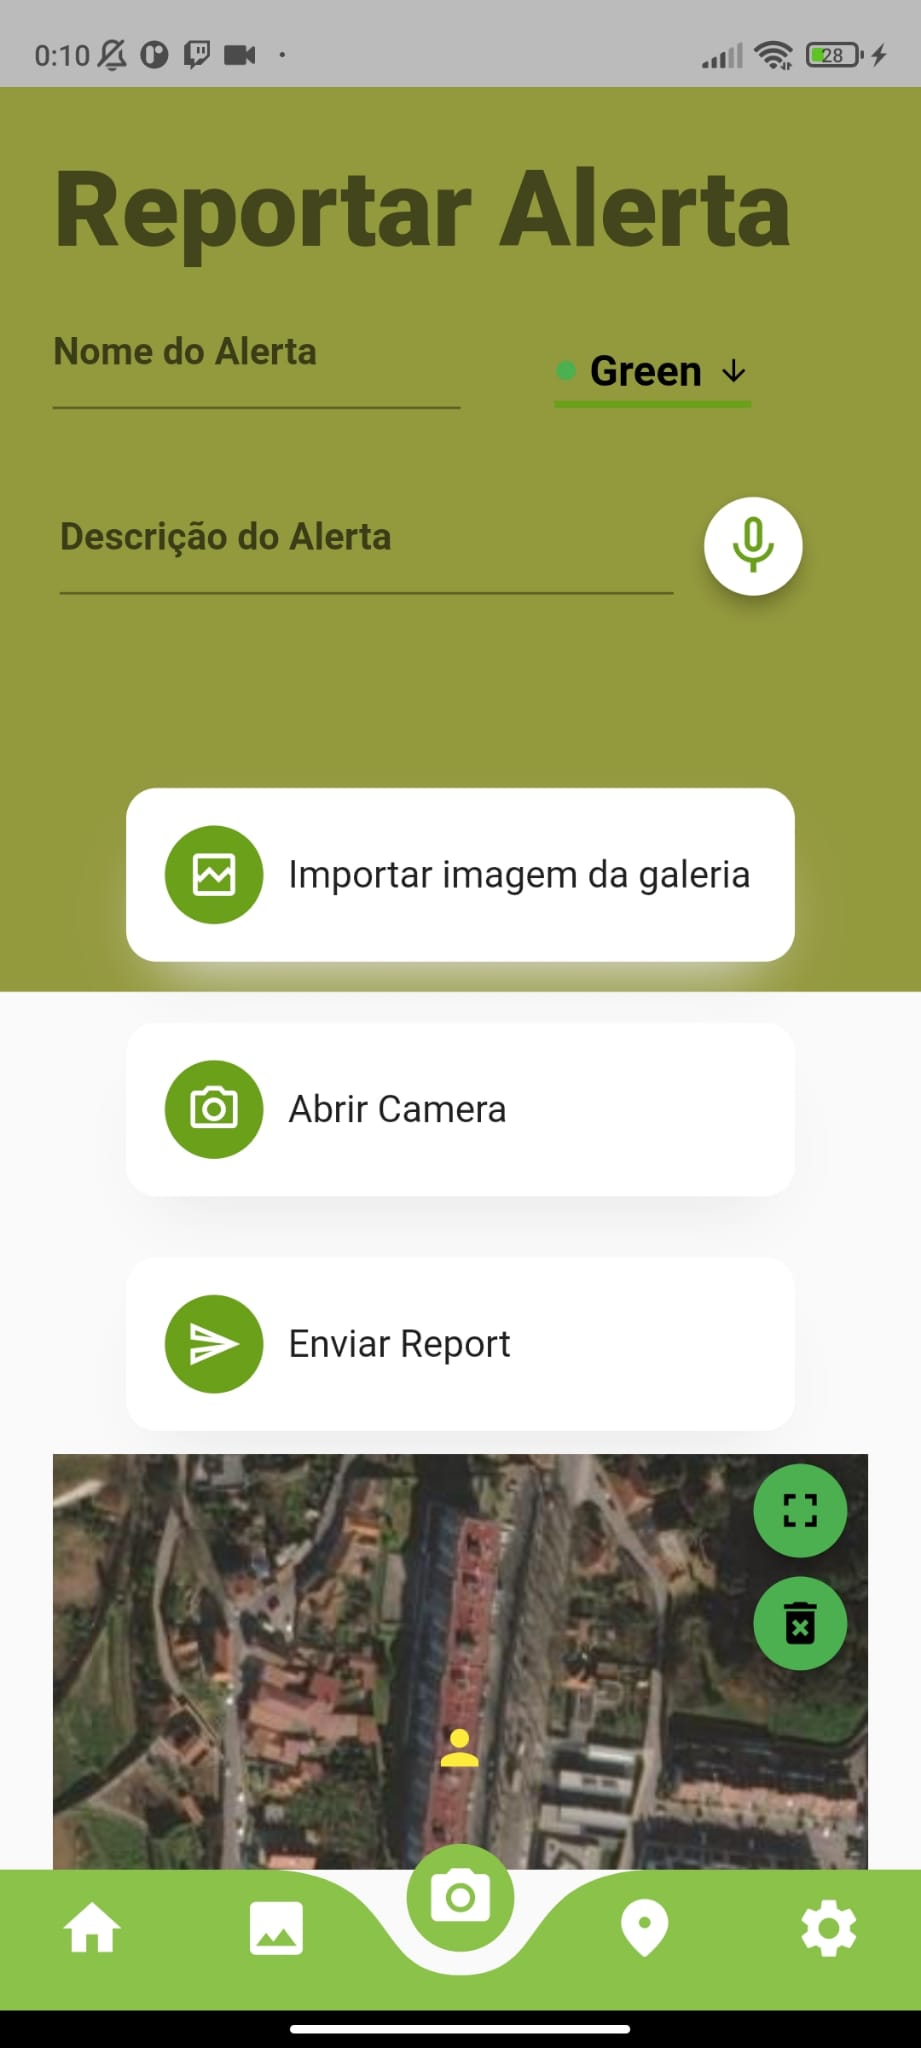 0:10
28
Reportar Alerta
Nome do Alerta
Green
Descrição do Alerta
Importar imagem da galeria
Abrir Camera
Enviar Report